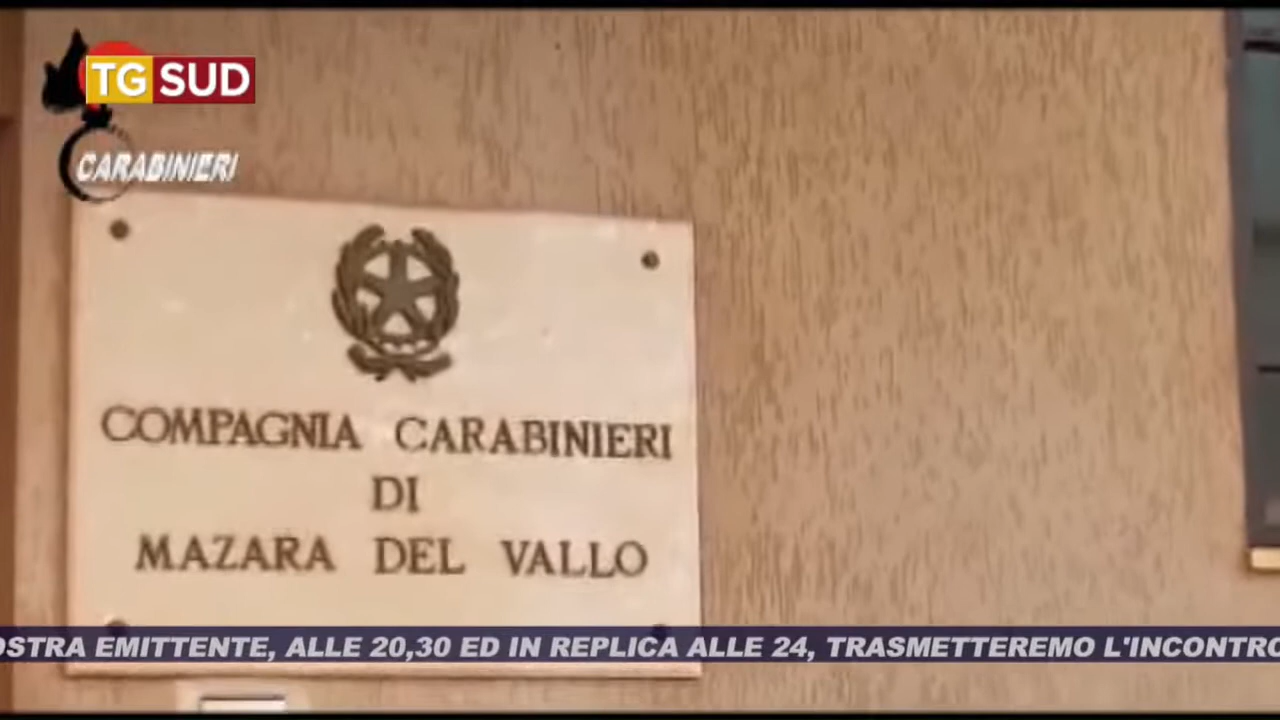 TG SUD
CARABINIERI
COMPAGNIA CARABINIERI
DI
MAZARA DEL VALLO
EMITTENTE, ALLE 20,30 ED IN REPLICA ALLE 24, TRASMETTEREMO L'INCONTRO